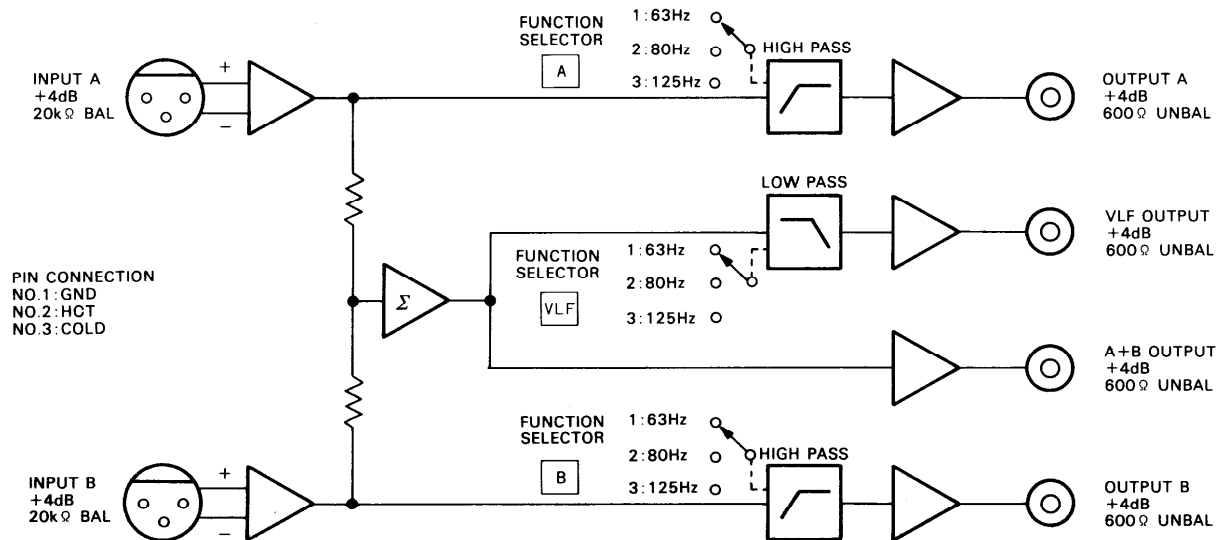 FUNCTION
SELECTOR
A
1:63Hz
2:80Hz
3:125Hz
HIGH PASS
INPUT A
+4dB
20kΩ BAL
+
−
OUTPUT A
+4dB
600Ω UNBAL
LOW PASS
VLF OUTPUT
+4dB
600Ω UNBAL
FUNCTION
SELECTOR
VLF
1:63Hz
2:80Hz
3:125Hz
PIN CONNECTION
NO.1:GND
NO.2:HOT
NO.3:COLD
Σ
A+B OUTPUT
+4dB
600Ω UNBAL
FUNCTION
SELECTOR
B
1:63Hz
2:80Hz
3:125Hz
HIGH PASS
INPUT B
+4dB
20kΩ BAL
+
−
OUTPUT B
+4dB
600Ω UNBAL